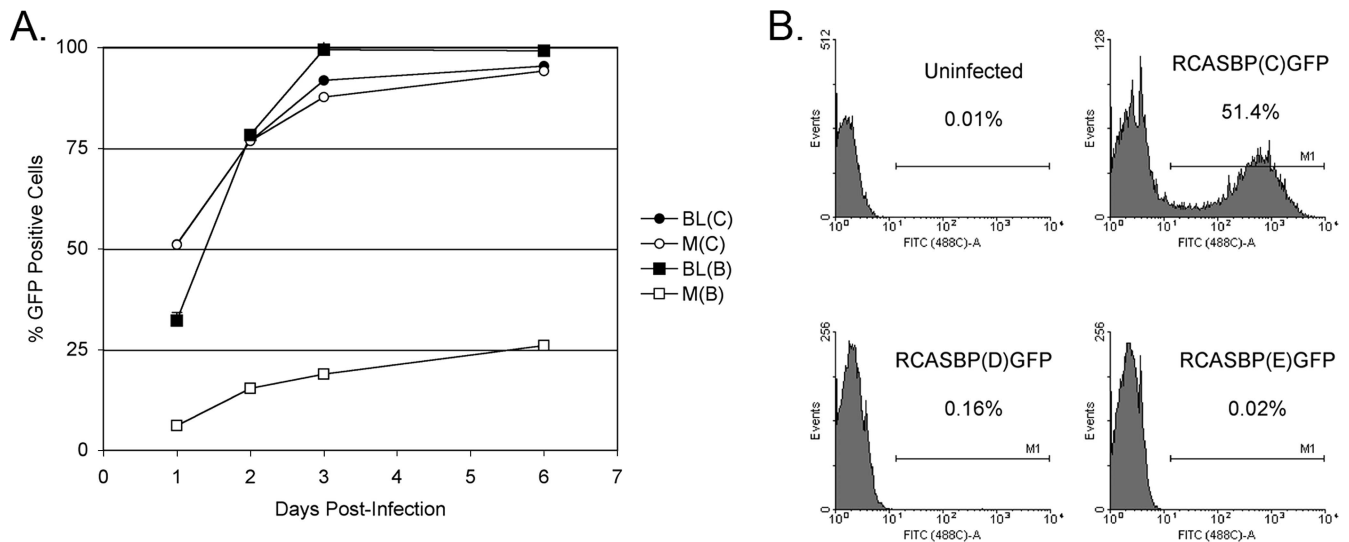 A.
% GFP Positive Cells
100
75
50
25
0
0 1 2 3 4 5 6 7
Days Post-Infection
BL(C)
M(C)
BL(B)
M(B)
B.
Uninfected
0.01%
512
Events
0
10⁰ 10¹ 10² 10³ 10⁴
FITC (488C)-A
RCASBP(C)GFP
51.4%
M1
128
Events
0
10⁰ 10¹ 10² 10³ 10⁴
FITC (488C)-A
RCASBP(D)GFP
0.16%
M1
256
Events
0
10⁰ 10¹ 10² 10³ 10⁴
FITC (488C)-A
RCASBP(E)GFP
0.02%
M1
256
Events
0
10⁰ 10¹ 10² 10³ 10⁴
FITC (488C)-A